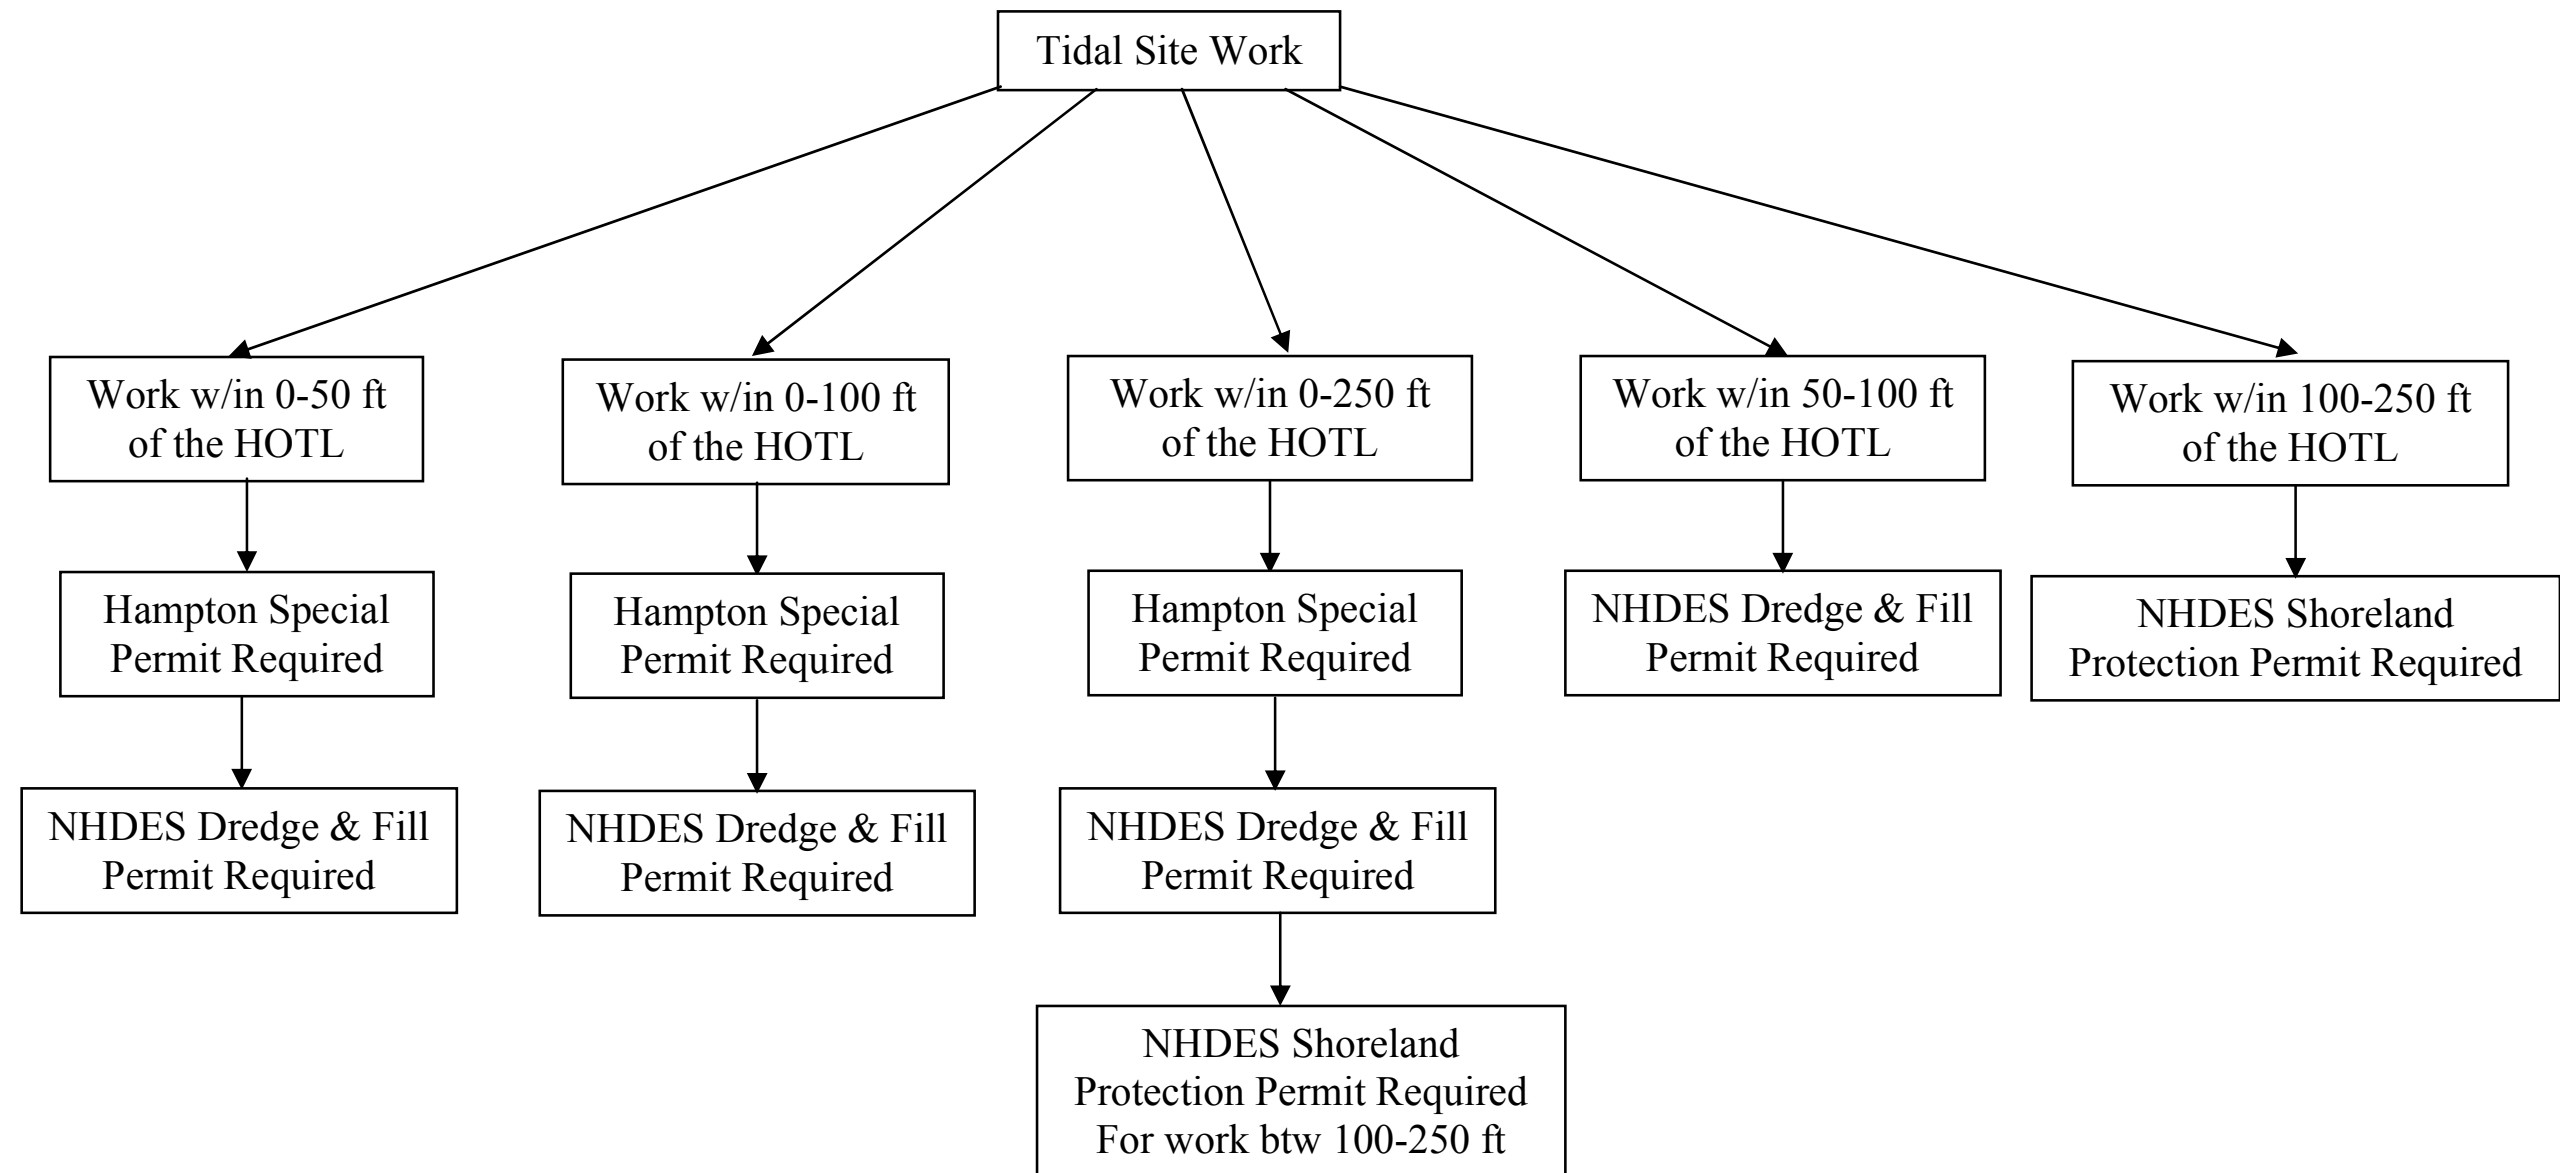 Tidal Site Work
Work w/in 0-50 ft
of the HOTL
Work w/in 0-100 ft
of the HOTL
Work w/in 0-250 ft
of the HOTL
Work w/in 50-100 ft
of the HOTL
Work w/in 100-250 ft
of the HOTL
Hampton Special
Permit Required
Hampton Special
Permit Required
Hampton Special
Permit Required
NHDES Dredge & Fill
Permit Required
NHDES Shoreland
Protection Permit Required
NHDES Dredge & Fill
Permit Required
NHDES Dredge & Fill
Permit Required
NHDES Dredge & Fill
Permit Required
NHDES Shoreland
Protection Permit Required
For work btw 100-250 ft